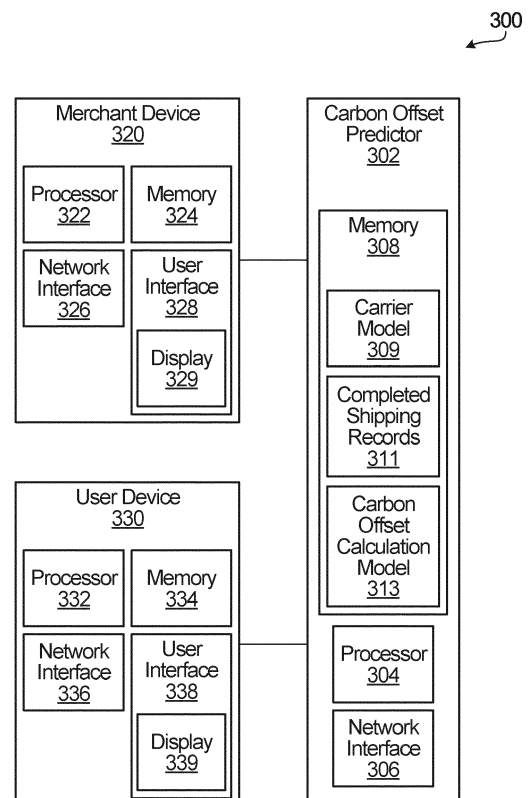 300
Merchant Device
320
Processor
322
Memory
324
Network
Interface
326
User
Interface
328
Display
329
User Device
330
Processor
332
Memory
334
Network
Interface
336
User
Interface
338
Display
339
Carbon Offset
Predictor
302
Memory
308
Carrier
Model
309
Completed
Shipping
Records
311
Carbon
Offset
Calculation
Model
313
Processor
304
Network
Interface
306